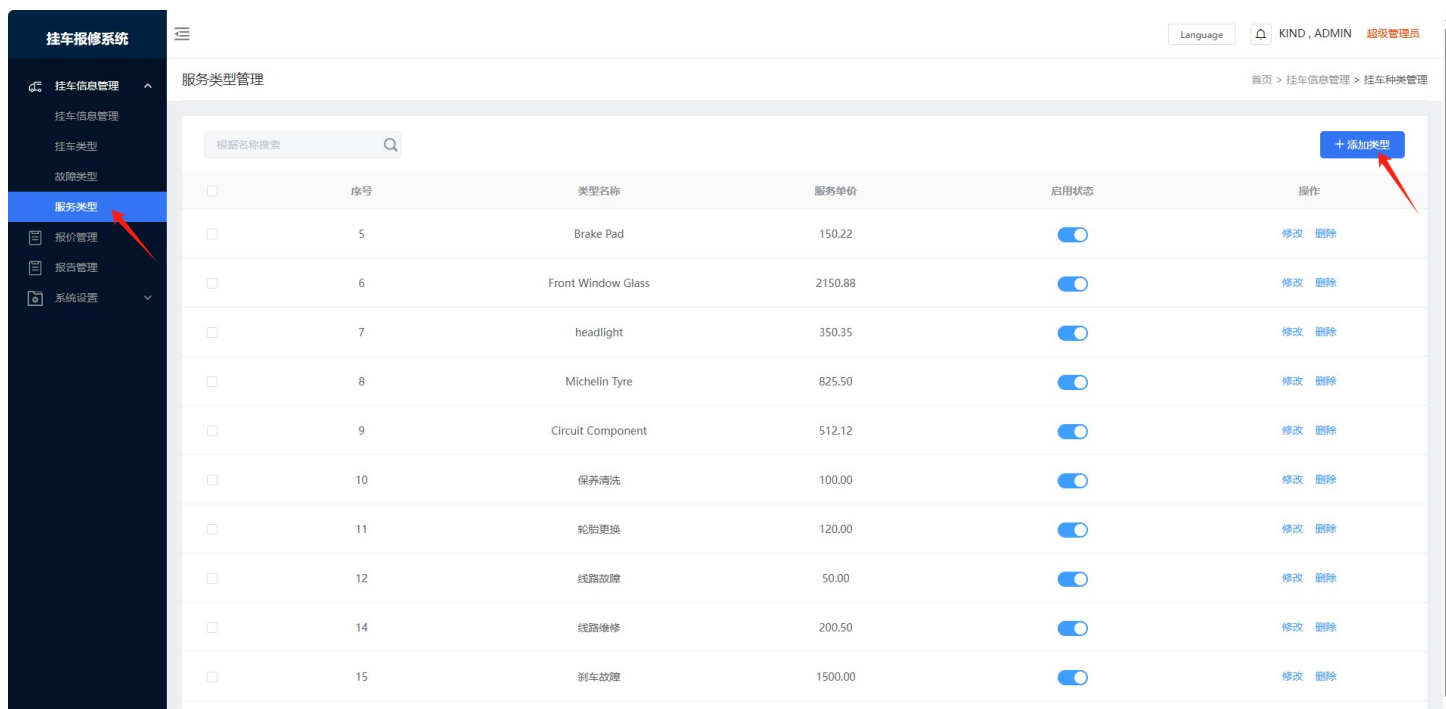 挂车报修系统
Language KIND , ADMIN 超级管理员
挂车信息管理
挂车信息管理
挂车类型
故障类型
服务类型
报价管理
报告管理
系统设置
服务类型管理 首页 > 挂车信息管理 > 挂车种类管理
根据名称搜索 + 添加类型
序号 类型名称 服务单价 启用状态 操作
5 Brake Pad 150.22 修改 删除
6 Front Window Glass 2150.88 修改 删除
7 headlight 350.35 修改 删除
8 Michelin Tyre 825.50 修改 删除
9 Circuit Component 512.12 修改 删除
10 保养清洗 100.00 修改 删除
11 轮胎更换 120.00 修改 删除
12 线路故障 50.00 修改 删除
14 线路维修 200.50 修改 删除
15 刹车故障 1500.00 修改 删除